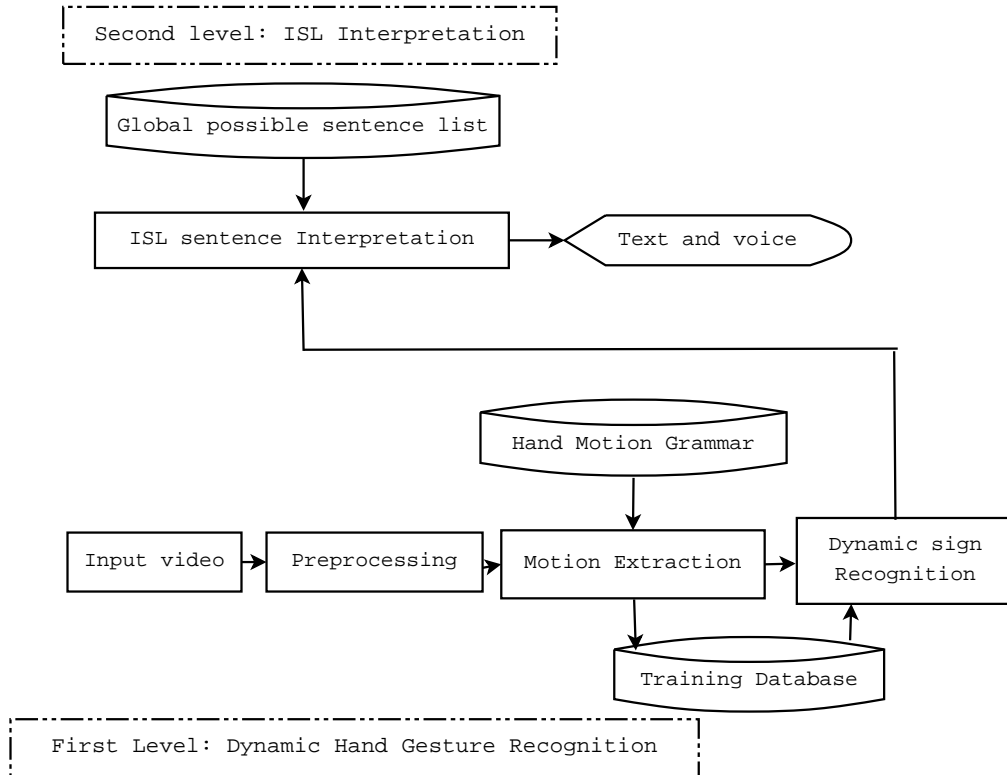 Second level: ISL Interpretation
Global possible sentence list
ISL sentence Interpretation
Text and voice
Hand Motion Grammar
Input video
Preprocessing
Motion Extraction
Dynamic sign
Recognition
Training Database
First Level: Dynamic Hand Gesture Recognition